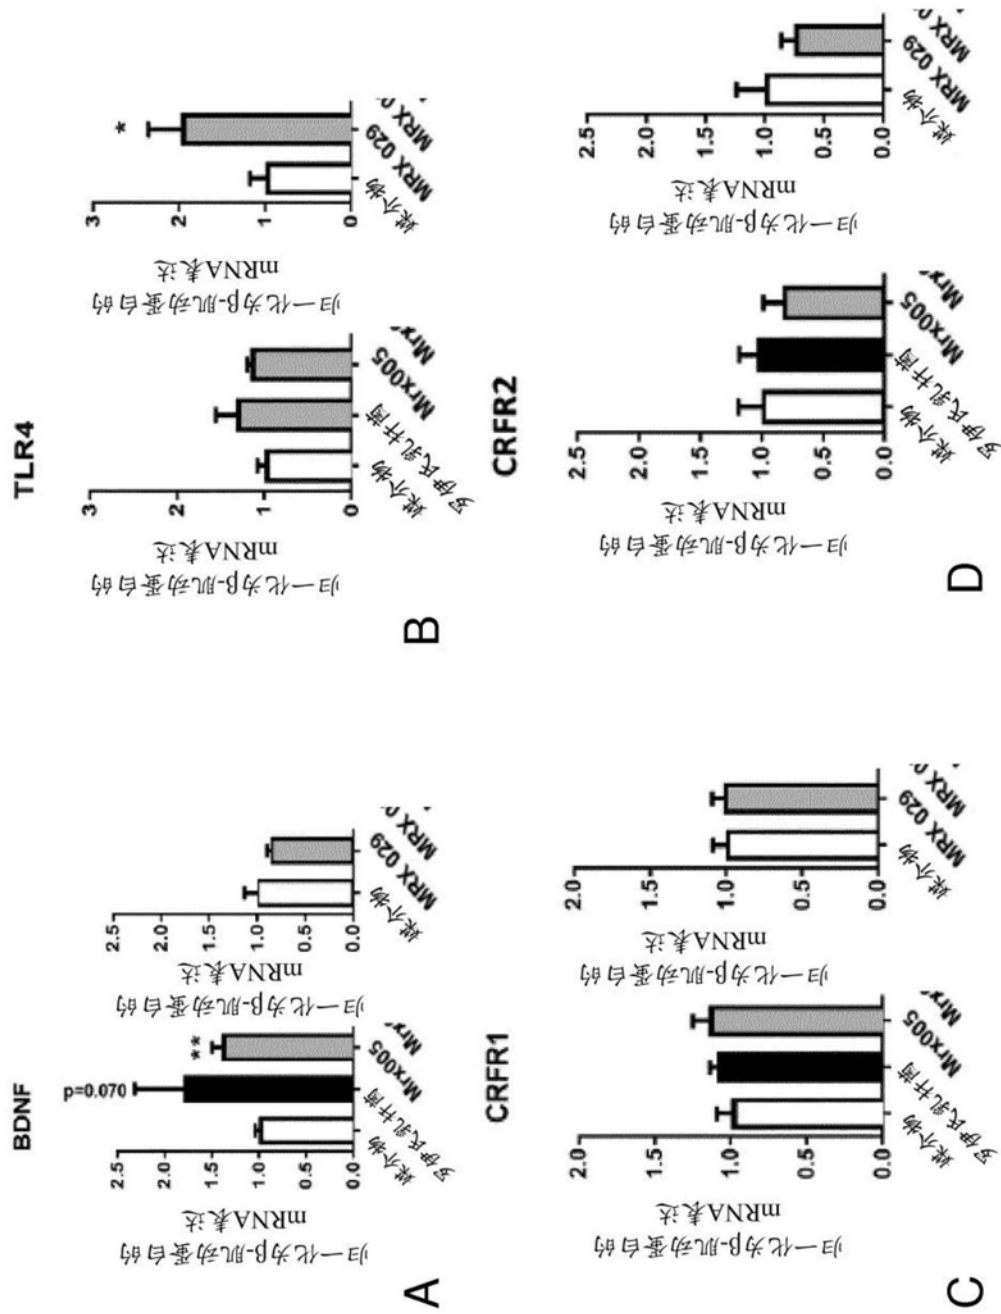 BDNF
归一化为β-肌动蛋白的
mRNA表达
2.5
2.0
1.5
1.0
0.5
0.0
p=0.070
**
媒介物
罗伊氏乳杆菌
Mrx005
归一化为β-肌动蛋白的
mRNA表达
2.5
2.0
1.5
1.0
0.5
0.0
媒介物
MRX 029
A
TLR4
归一化为β-肌动蛋白的
mRNA表达
3
2
1
0
媒介物
罗伊氏乳杆菌
Mrx005
归一化为β-肌动蛋白的
mRNA表达
3
2
1
0
*
媒介物
MRX 029
B
CRFR1
归一化为β-肌动蛋白的
mRNA表达
2.0
1.5
1.0
0.5
0.0
媒介物
罗伊氏乳杆菌
Mrx005
归一化为β-肌动蛋白的
mRNA表达
2.0
1.5
1.0
0.5
0.0
媒介物
MRX 029
C
CRFR2
归一化为β-肌动蛋白的
mRNA表达
2.5
2.0
1.5
1.0
0.5
0.0
媒介物
罗伊氏乳杆菌
Mrx005
归一化为β-肌动蛋白的
mRNA表达
2.5
2.0
1.5
1.0
0.5
0.0
媒介物
MRX 029
D